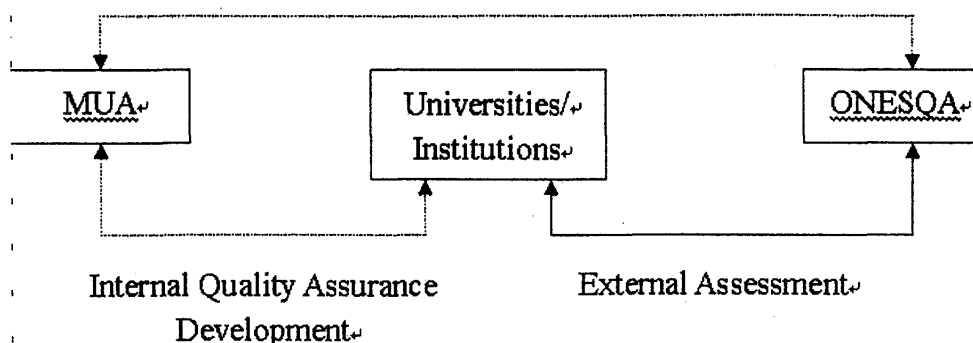 MUA
Universities/
Institutions
ONESQA
Internal Quality Assurance
Development
External Assessment